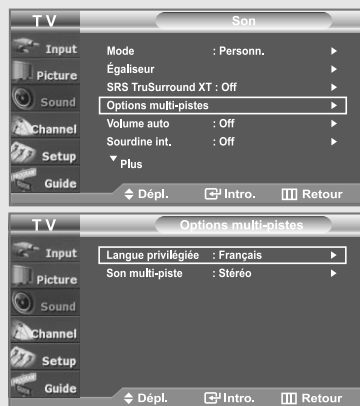 TV Son
Input
Picture
Sound
Channel
Setup
Guide
Mode : Personn.
Égaliseur
SRS TruSurround XT : Off
Options multi-pistes
Volume auto : Off
Sourdine int. : Off
Plus
Dépl. Intro. Retour
TV Options multi-pistes
Input
Picture
Sound
Channel
Setup
Guide
Langue privilégiée : Français
Son multi-piste : Stéréo
Dépl. Intro. Retour